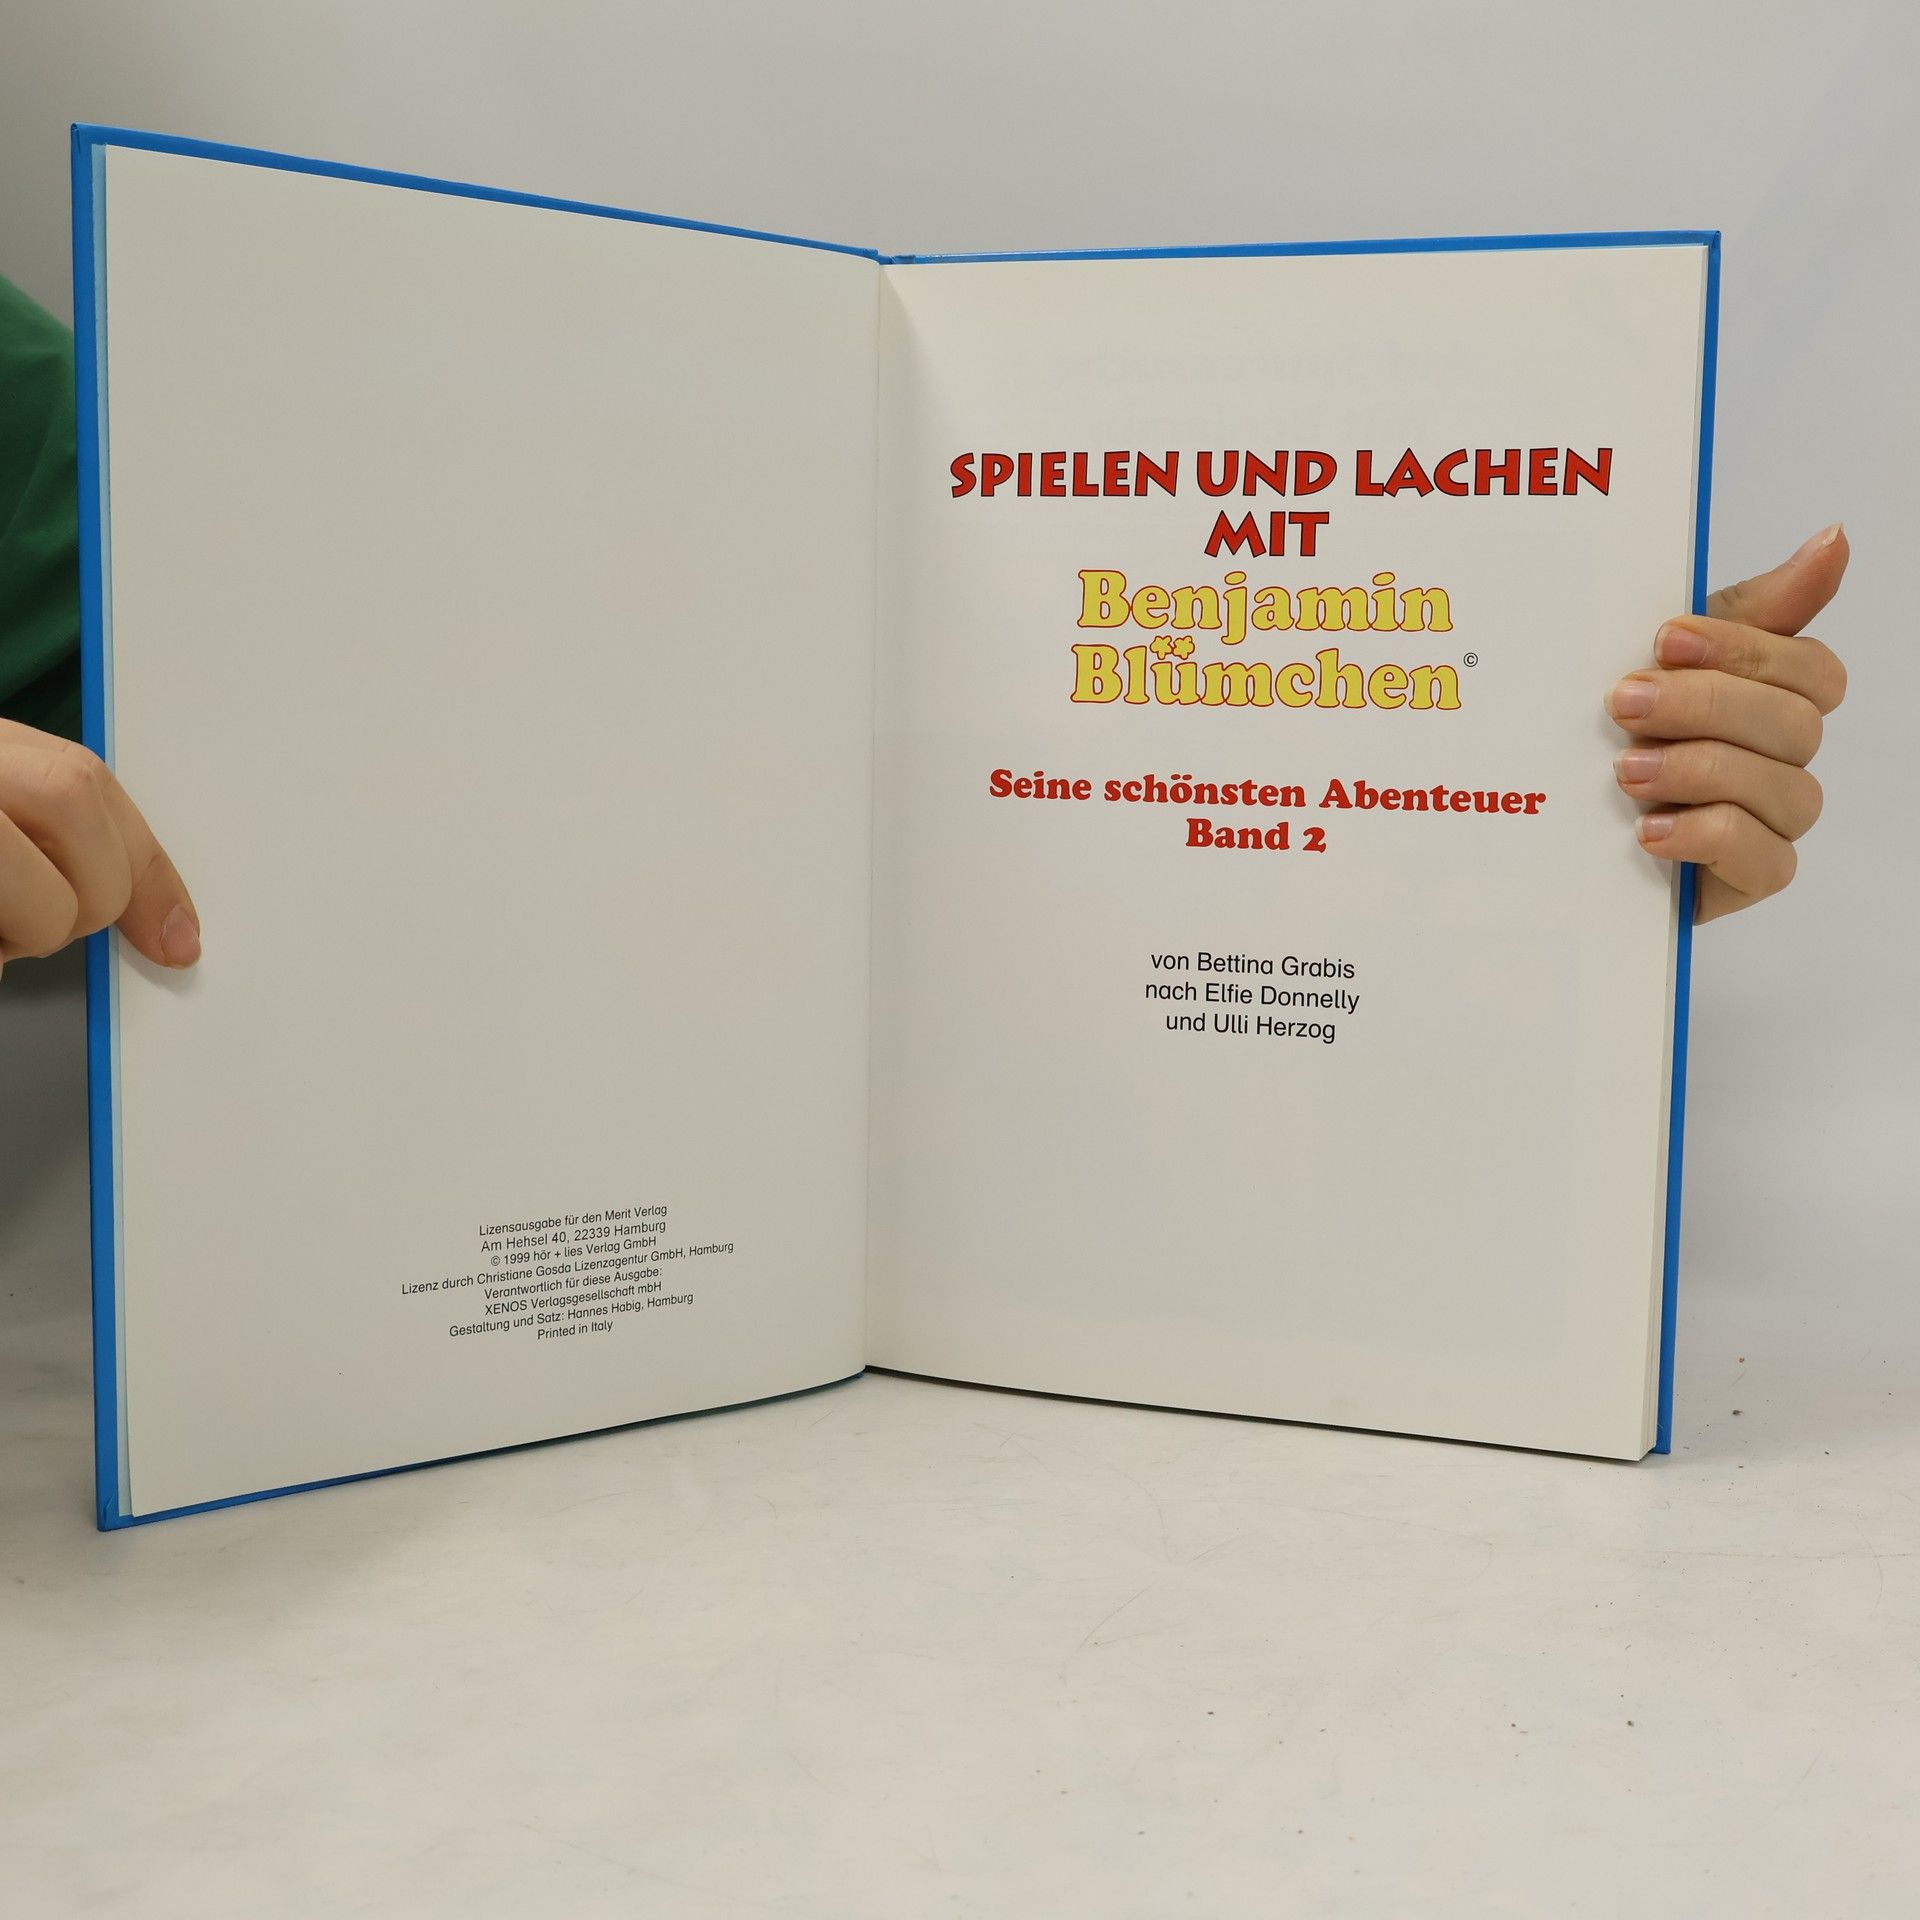 Lizensausgabe für den Merit Verlag
Am Hehsel 40, 22339 Hamburg
© 1999 hör + lies Verlag GmbH
Lizenz durch Christiane Gosda Lizenzagentur GmbH, Hamburg
Verantwortlich für diese Ausgabe:
XENOS Verlagsgesellschaft mbH
Gestaltung und Satz: Hannes Habig, Hamburg
Printed in Italy
SPIELEN UND LACHEN
MIT
Benjamin
Blümchen©
Seine schönsten Abenteuer
Band 2
von Bettina Grabis
nach Elfie Donnelly
und Ulli Herzog